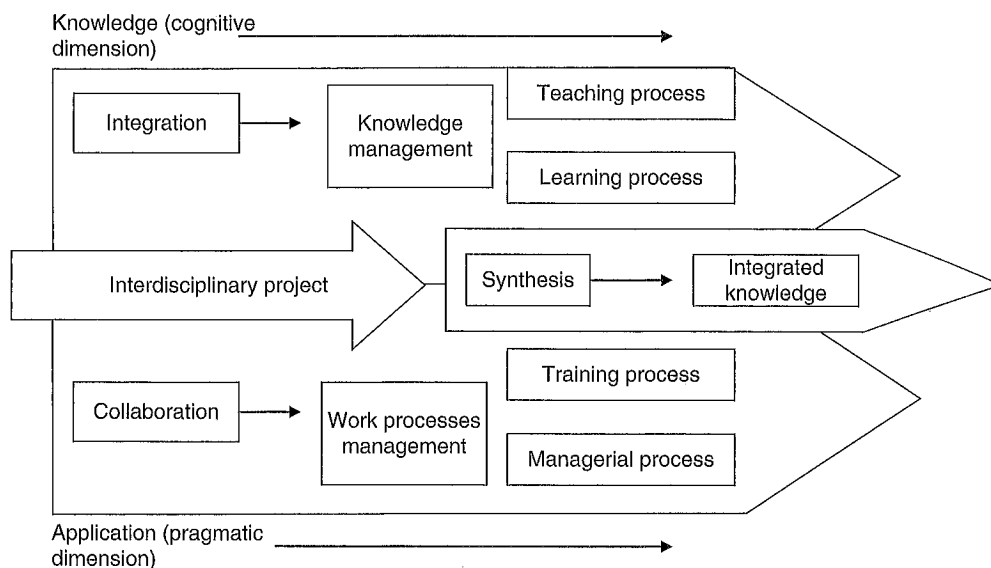 Knowledge (cognitive
dimension)
Teaching process
Integration
Knowledge
management
Learning process
Interdisciplinary project
Synthesis
Integrated
knowledge
Training process
Collaboration
Work processes
management
Managerial process
Application (pragmatic
dimension)